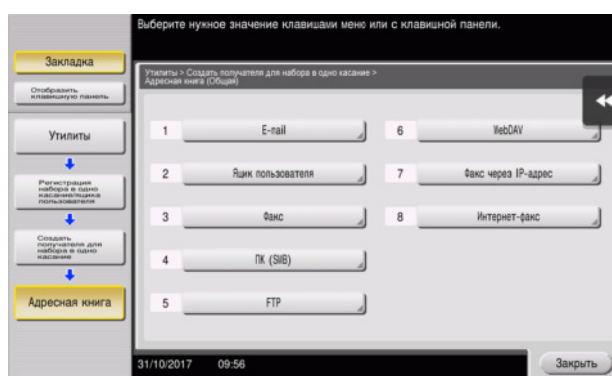 Выберите нужное значение клавишами меню или с клавишной панели.
Закладка
Отобразить
клавишную панель
Утилиты
Регистрация
набора в одно
касание/ящика
пользователя
Создать
получателя для
набора в одно
касание
Адресная книга
Утилиты > Создать получателя для набора в одно касание >
Адресная книга (Общая)
1 E-mail
2 Ящик пользователя
3 Факс
4 ПК (SMB)
5 FTP
6 WebDAV
7 Факс через IP-адрес
8 Интернет-факс
31/10/2017 09:56
Закрыть